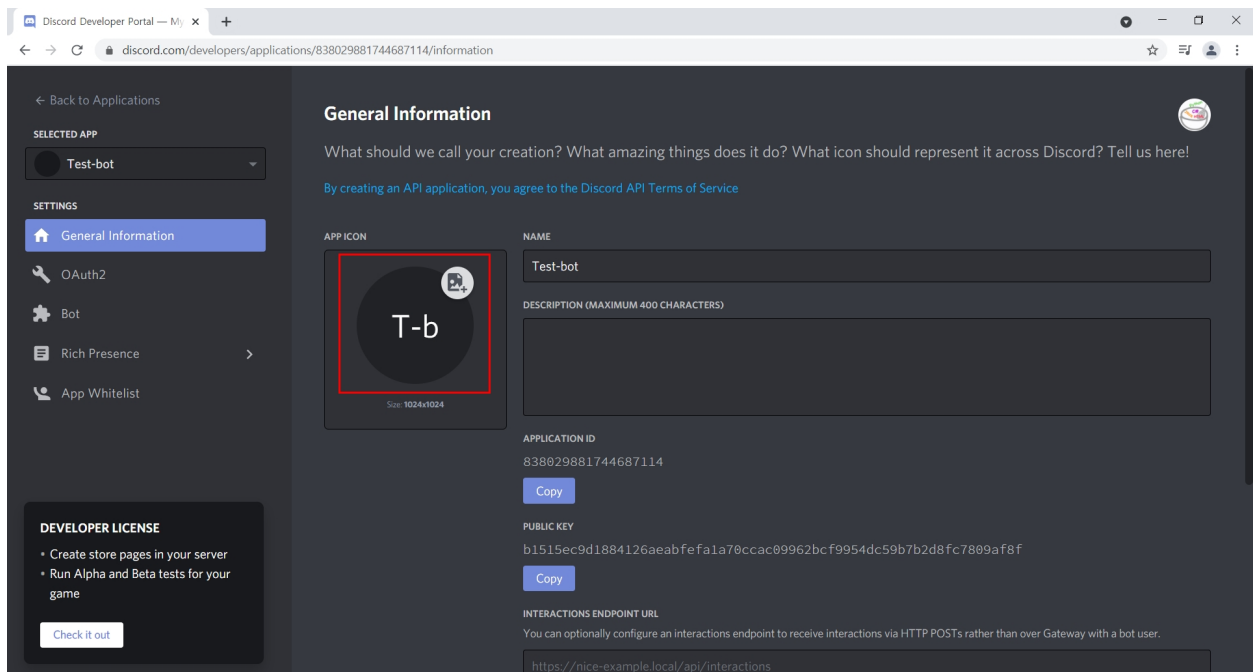 Discord Developer Portal — My
discord.com/developers/applications/838029881744687114/information
← Back to Applications
SELECTED APP
Test-bot
SETTINGS
General Information
OAuth2
Bot
Rich Presence
App Whitelist
DEVELOPER LICENSE
• Create store pages in your server
• Run Alpha and Beta tests for your
game
Check it out
General Information
What should we call your creation? What amazing things does it do? What icon should represent it across Discord? Tell us here!
By creating an API application, you agree to the Discord API Terms of Service
APP ICON
T-b
Size: 1024x1024
NAME
Test-bot
DESCRIPTION (MAXIMUM 400 CHARACTERS)
APPLICATION ID
838029881744687114
Copy
PUBLIC KEY
b1515ec9d1884126aeabfefa1a70ccac09962bcf9954dc59b7b2d8fc7809af8f
Copy
INTERACTIONS ENDPOINT URL
You can optionally configure an interactions endpoint to receive interactions via HTTP POSTs rather than over Gateway with a bot user.
https://nice-example.local/api/interactions